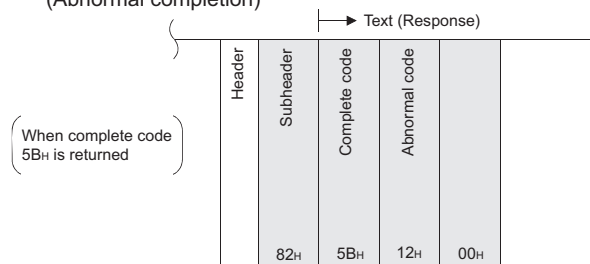 (Abnormal completion)
Text (Response)
Header
Subheader
Complete code
Abnormal code
When complete code
5BH is returned
82H
5BH
12H
00H